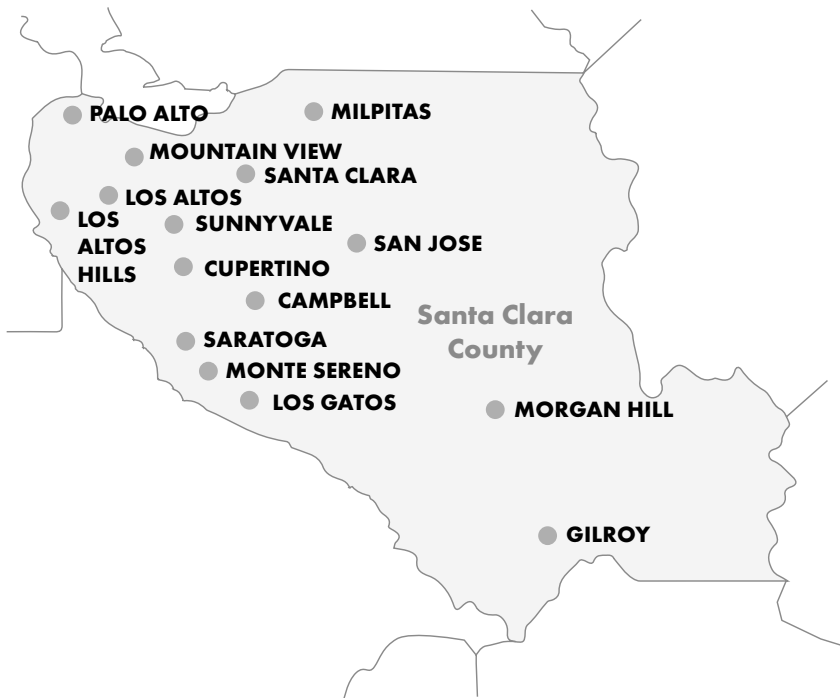 PALO ALTO
MILPITAS
MOUNTAIN VIEW
SANTA CLARA
LOS ALTOS
LOS
ALTOS
HILLS
SUNNYVALE
SAN JOSE
CUPERTINO
CAMPBELL
Santa Clara
County
SARATOGA
MONTE SERENO
LOS GATOS
MORGAN HILL
GILROY